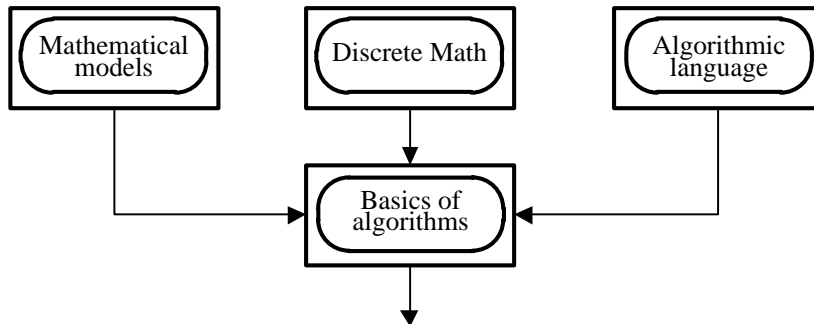 Mathematical
models
Discrete Math
Algorithmic
language
Basics of
algorithms